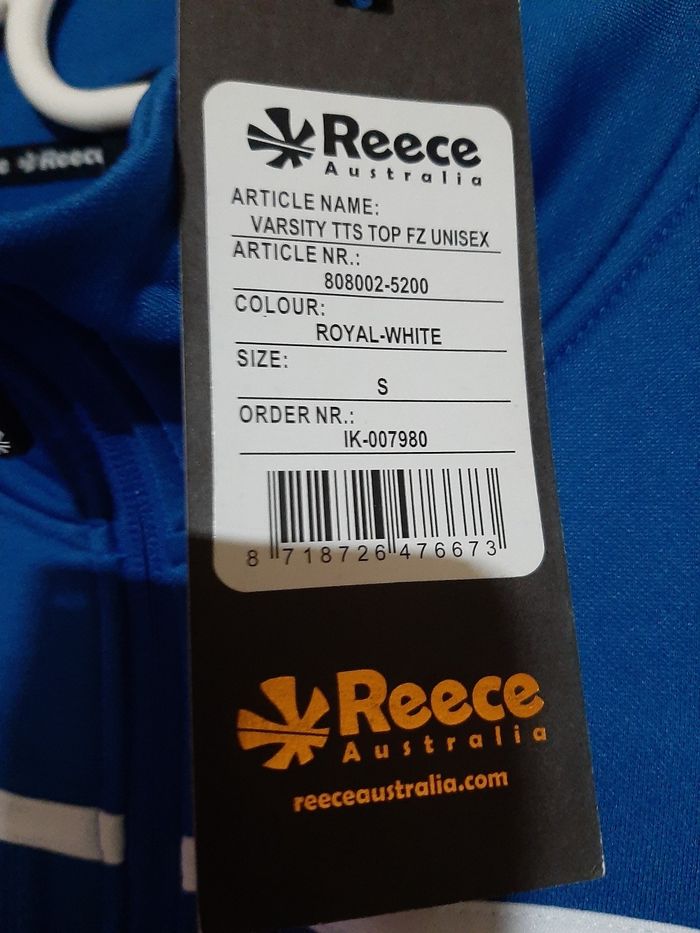 Reece
Reece
Australia
ARTICLE NAME:
VARSITY TTS TOP FZ UNISEX
ARTICLE NR.:
808002-5200
COLOUR:
ROYAL-WHITE
SIZE:
S
ORDER NR.:
IK-007980
8 718726 476673
Reece
Australia
reeceaustralia.com